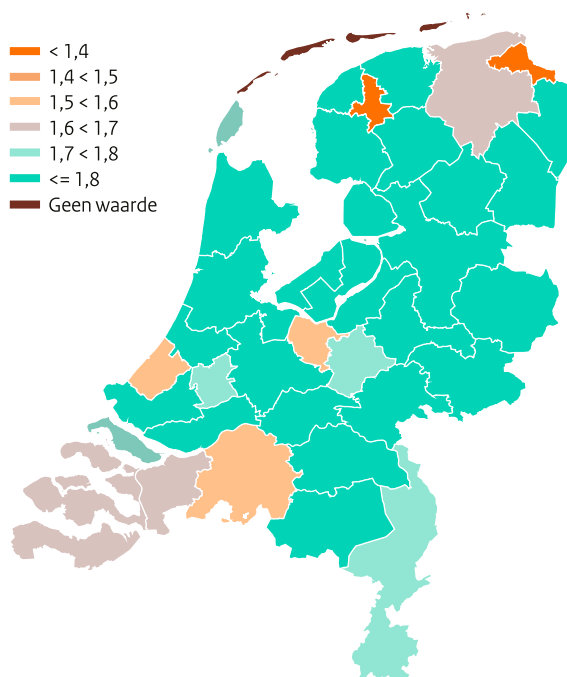 < 1,4
1,4 < 1,5
1,5 < 1,6
1,6 < 1,7
1,7 < 1,8
<= 1,8
Geen waarde